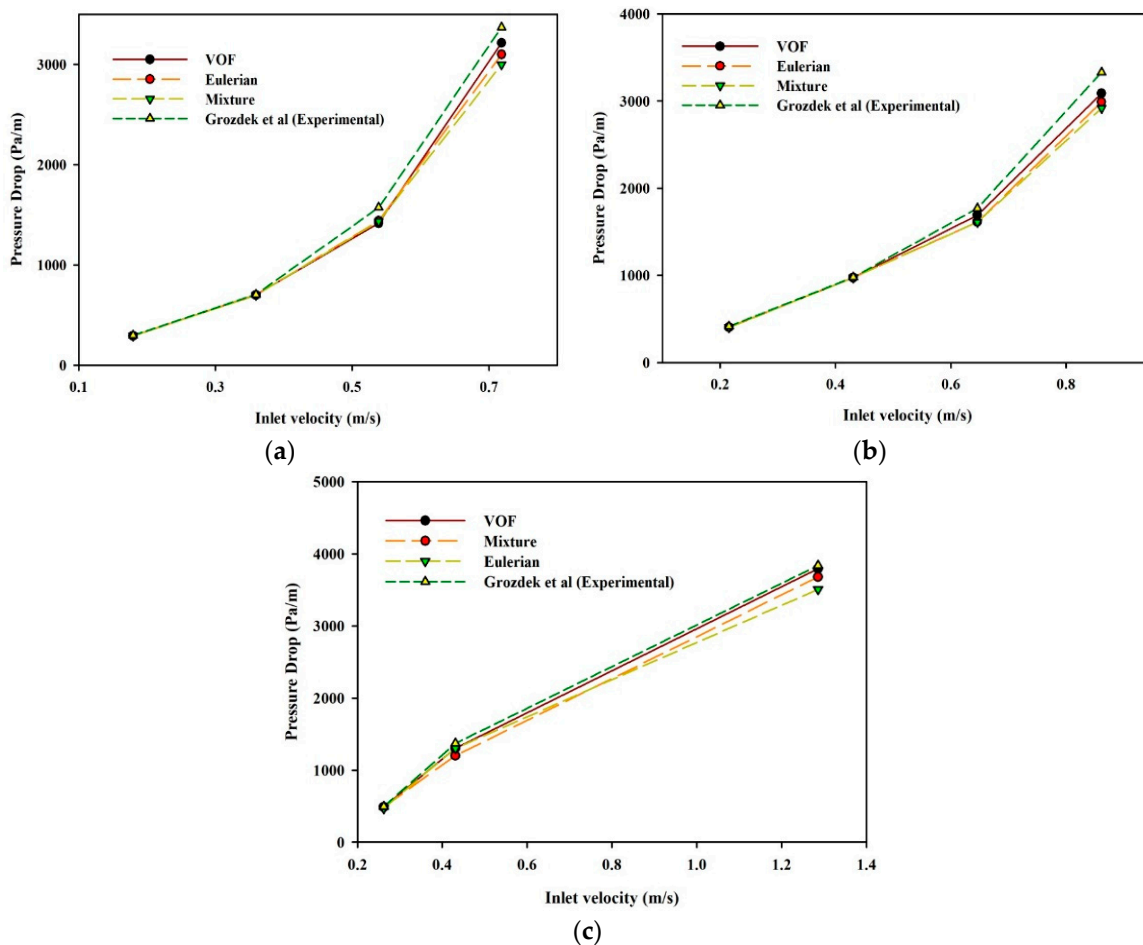 VOF
Eulerian
Mixture
Grozdek et al (Experimental)
Pressure Drop (Pa/m)
3000
2000
1000
0
0.1 0.3 0.5 0.7
Inlet velocity (m/s)
(a)
VOF
Eulerian
Mixture
Grozdek et al (Experimental)
Pressure Drop (Pa/m)
4000
3000
2000
1000
0
0.2 0.4 0.6 0.8
Inlet velocity (m/s)
(b)
VOF
Mixture
Eulerian
Grozdek et al (Experimental)
Pressure Drop (Pa/m)
5000
4000
3000
2000
1000
0
0.2 0.4 0.6 0.8 1.0 1.2 1.4
Inlet velocity (m/s)
(c)